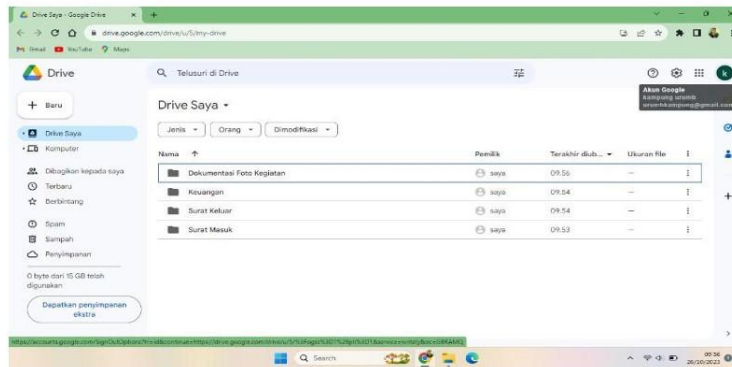 Drive Saya - Google Drive
drive.google.com/drive/u/5/my-drive
Gmail YouTube Maps
Drive
Telusuri di Drive
Akun Google
kampung
Baru
Drive Saya
Jenis Orang Dimodifikasi
Drive Saya
Komputer
Nama Pemilik Terakhir diub... Ukuran file
Dibagikan kepada saya
Dokumentasi Foto Kegiatan saya 09.56 —
Terbaru
Keuangan saya 09.54 —
Berbintang
Surat Keluar saya 09.54 —
Spam
Surat Masuk saya 09.53 —
Sampah
Penyimpanan
0 byte dari 15 GB telah
digunakan
Dapatkan penyimpanan
ekstra
Search
09.56
26/10/2023